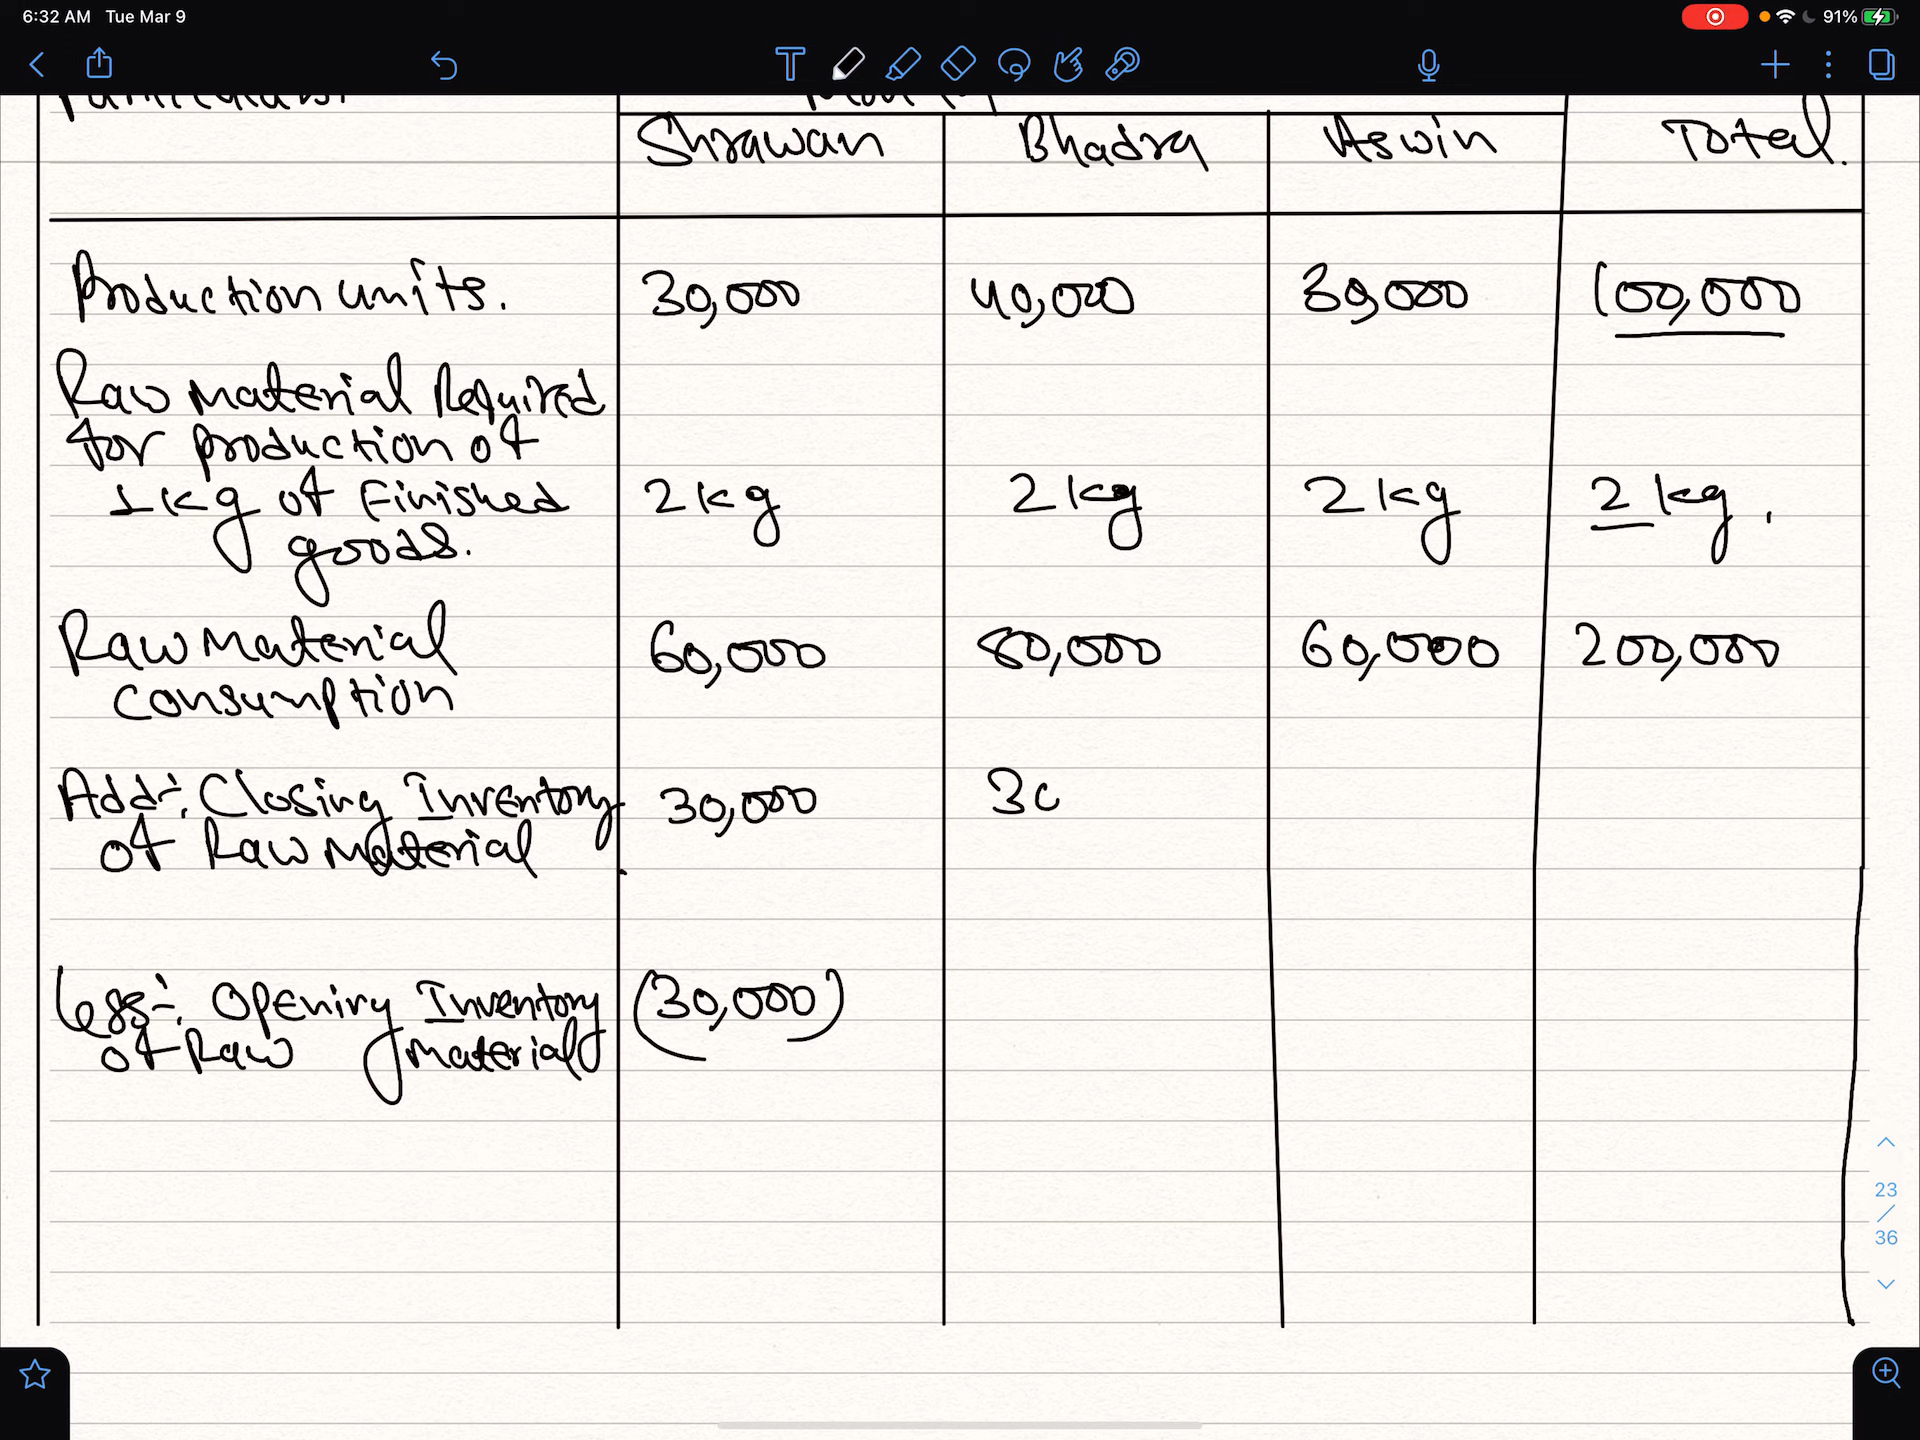 6:32 AM Tue Mar 9
91%
Particulars.
Shrawan Bhadra Aswin Total.
Production units. 30,000 40,000 30,000 100,000
Raw Material Required
for production of
1 kg of Finished 2 kg 2 kg 2 kg 2 kg.
goods.
Raw Material 60,000 80,000 60,000 200,000
consumption
Add:- Closing Inventory 30,000 30
of Raw Material.
Less:- Opening Inventory (30,000)
of Raw Material
23
/
36